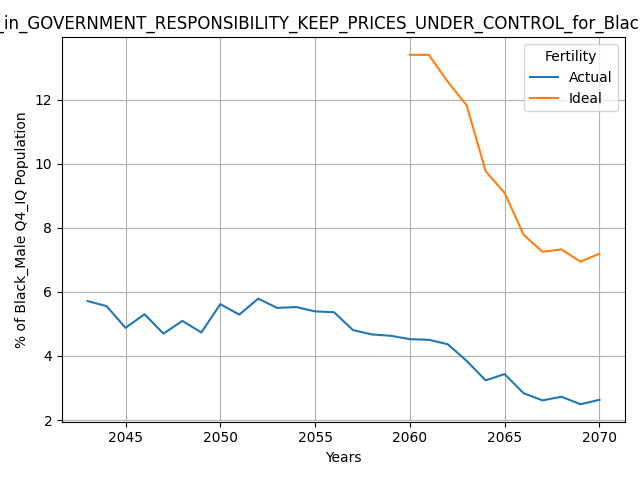 _in_GOVERNMENT_RESPONSIBILITY_KEEP_PRICES_UNDER_CONTROL_for_Blac
Fertility
Actual
Ideal
% of Black_Male Q4_IQ Population
12
10
8
6
4
2
2045 2050 2055 2060 2065 2070
Years